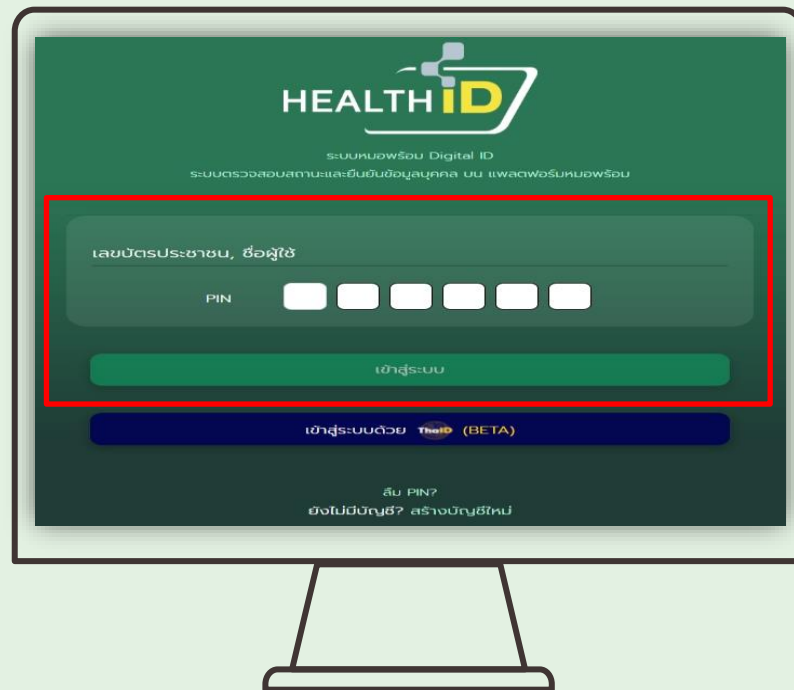 HEALTH iD
ระบบหมอพร้อม Digital ID
ระบบตรวจสอบสถานะและยืนยันข้อมูลบุคคล บน แพลตฟอร์มหมอพร้อม
เลขบัตรประชาชน, ชื่อผู้ใช้
PIN
เข้าสู่ระบบ
เข้าสู่ระบบด้วย ThaID (BETA)
ลืม PIN?
ยังไม่มีบัญชี? สร้างบัญชีใหม่